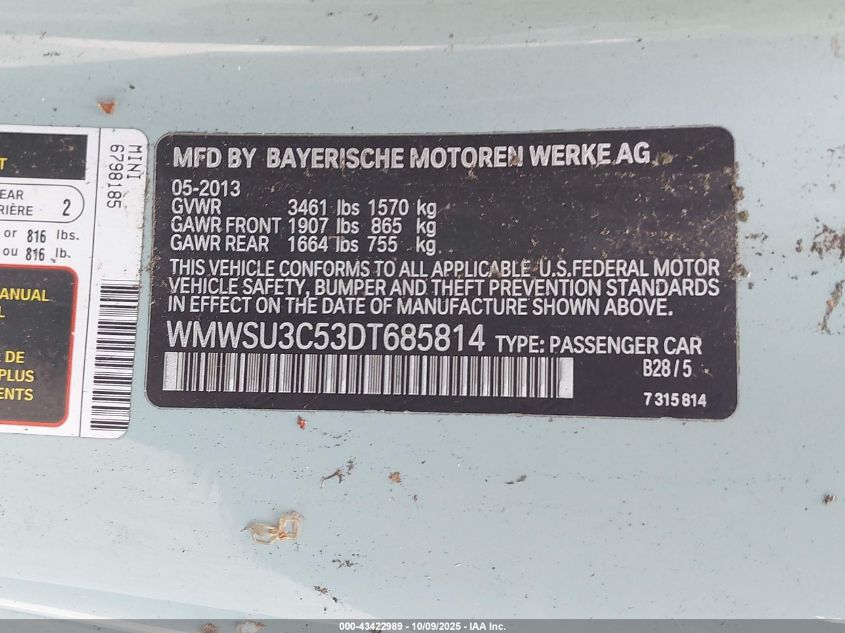 MFD BY BAYERISCHE MOTOREN WERKE AG
05-2013
GVWR 3461 lbs 1570 kg
GAWR FRONT 1907 lbs 865 kg
GAWR REAR 1664 lbs 755 kg
THIS VEHICLE CONFORMS TO ALL APPLICABLE U.S.FEDERAL MOTOR
VEHICLE SAFETY, BUMPER AND THEFT PREVENTION STANDARDS
IN EFFECT ON THE DATE OF MANUFACTURE SHOWN ABOVE.
WMWSU3C53DT685814 TYPE: PASSENGER CAR
B28/5
7 315 814
MINI
6798185
2
or 816 lbs.
ou 816 lb.
ANUAL
DE
PLUS
ENTS
000-43422989 - 10/09/2025 - IAA Inc.